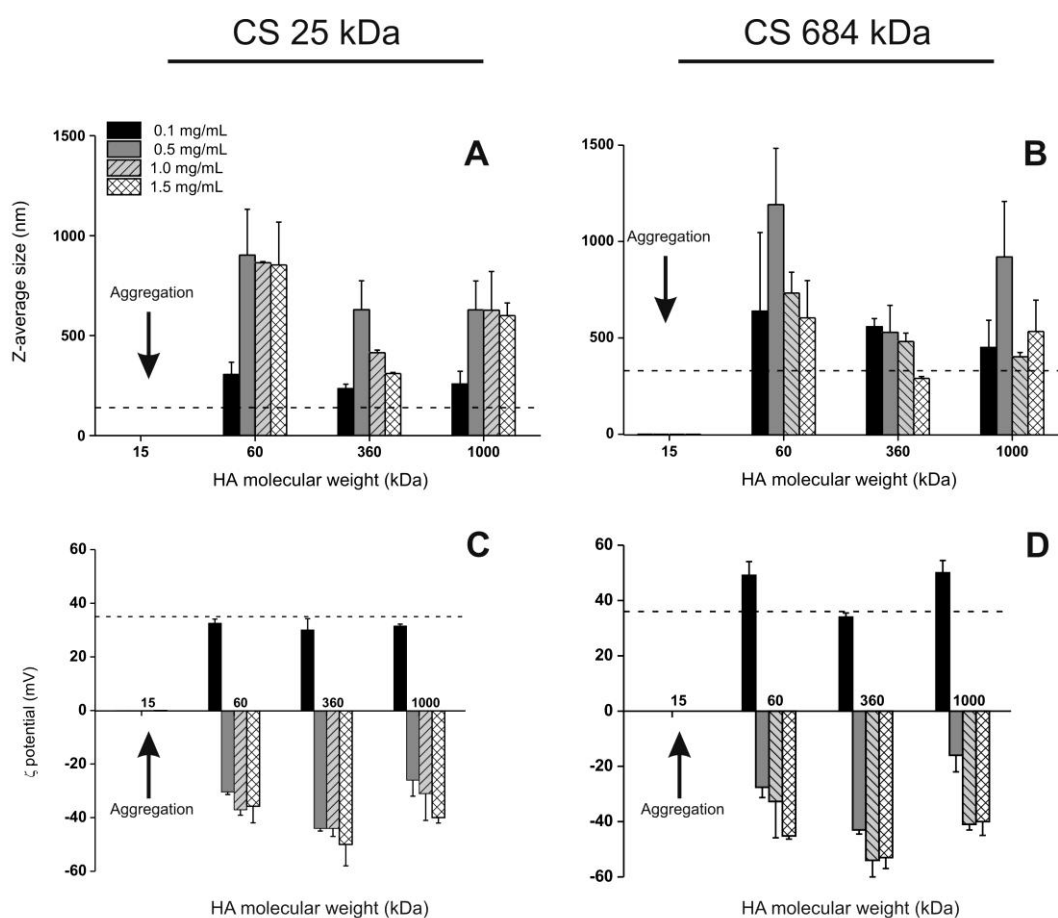 CS 25 kDa
CS 684 kDa
0.1 mg/mL
0.5 mg/mL
1.0 mg/mL
1.5 mg/mL
A
Z-average size (nm)
1500
1000
500
0
Aggregation
15
60
360
1000
HA molecular weight (kDa)
B
1500
1000
500
0
Aggregation
15
60
360
1000
HA molecular weight (kDa)
C
ζ potential (mV)
60
40
20
0
-20
-40
-60
15
60
360
1000
Aggregation
HA molecular weight (kDa)
D
60
40
20
0
-20
-40
-60
15
60
360
1000
Aggregation
HA molecular weight (kDa)